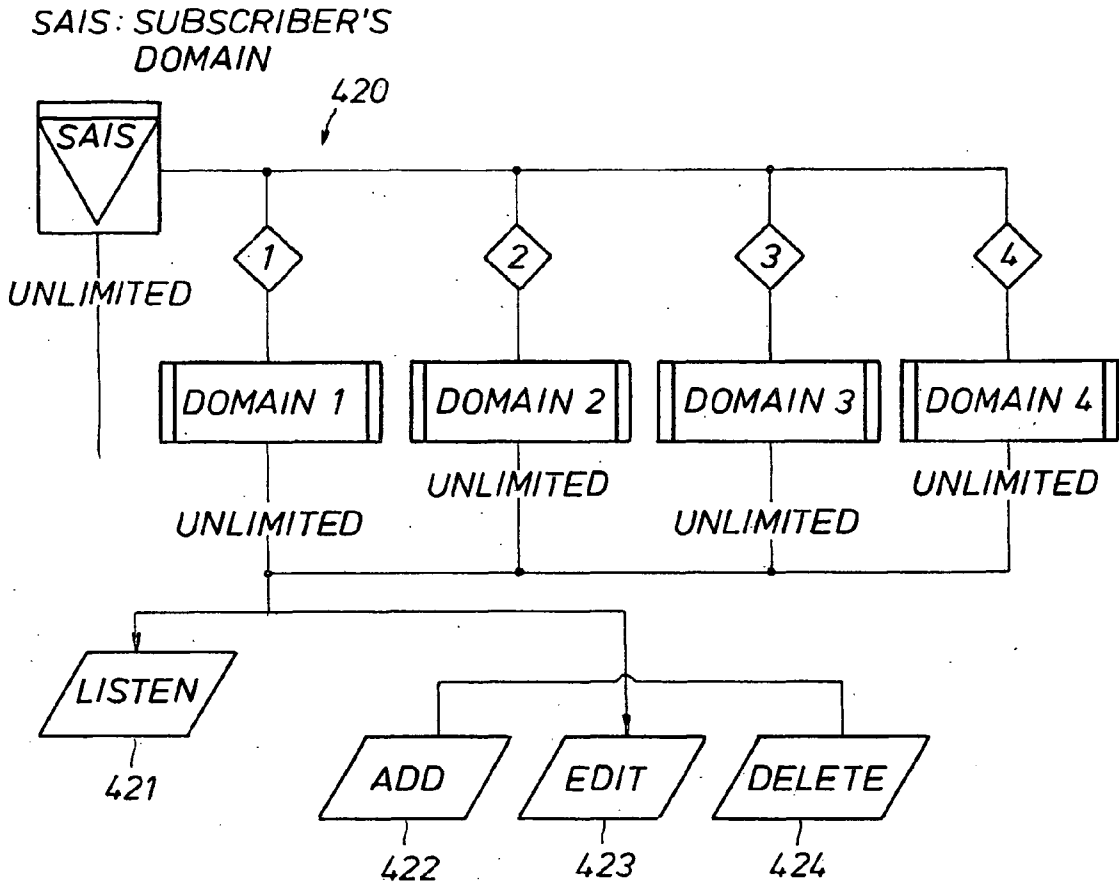 SAIS: SUBSCRIBER'S
DOMAIN
420
SAIS
1
2
3
4
UNLIMITED
DOMAIN 1
DOMAIN 2
DOMAIN 3
DOMAIN 4
UNLIMITED
UNLIMITED
UNLIMITED
UNLIMITED
LISTEN
421
ADD
EDIT
DELETE
422
423
424